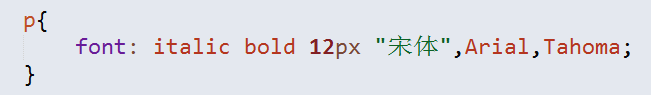 p{
    font: italic bold 12px "宋体",Arial,Tahoma;
}